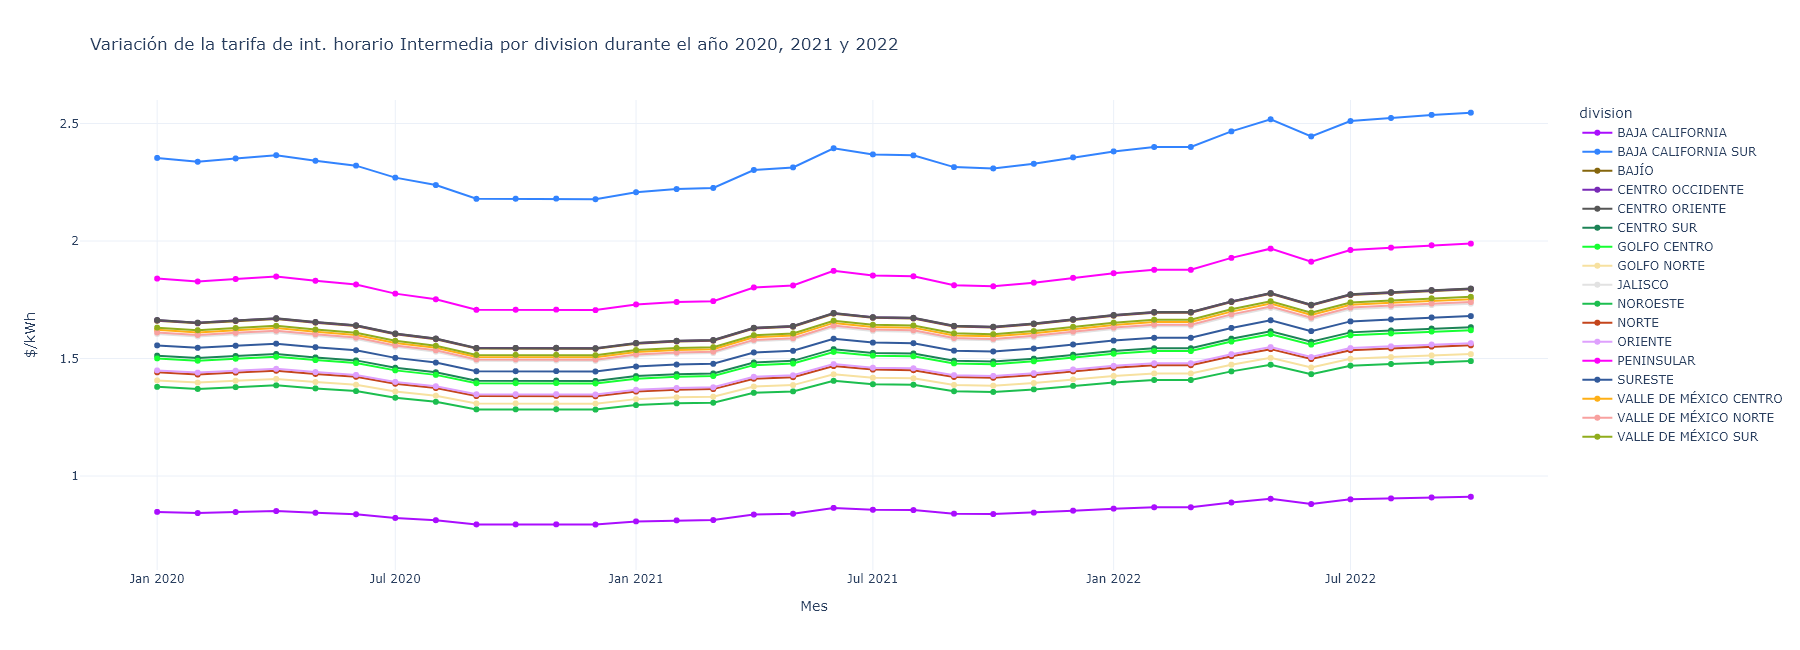 Variación de la tarifa de int. horario Intermedia por division durante el año 2020, 2021 y 2022
2.5
2
1.5
1
$/kWh
Jan 2020
Jul 2020
Jan 2021
Jul 2021
Jan 2022
Jul 2022
Mes
division
BAJA CALIFORNIA
BAJA CALIFORNIA SUR
BAJÍO
CENTRO OCCIDENTE
CENTRO ORIENTE
CENTRO SUR
GOLFO CENTRO
GOLFO NORTE
JALISCO
NOROESTE
NORTE
ORIENTE
PENINSULAR
SURESTE
VALLE DE MÉXICO CENTRO
VALLE DE MÉXICO NORTE
VALLE DE MÉXICO SUR